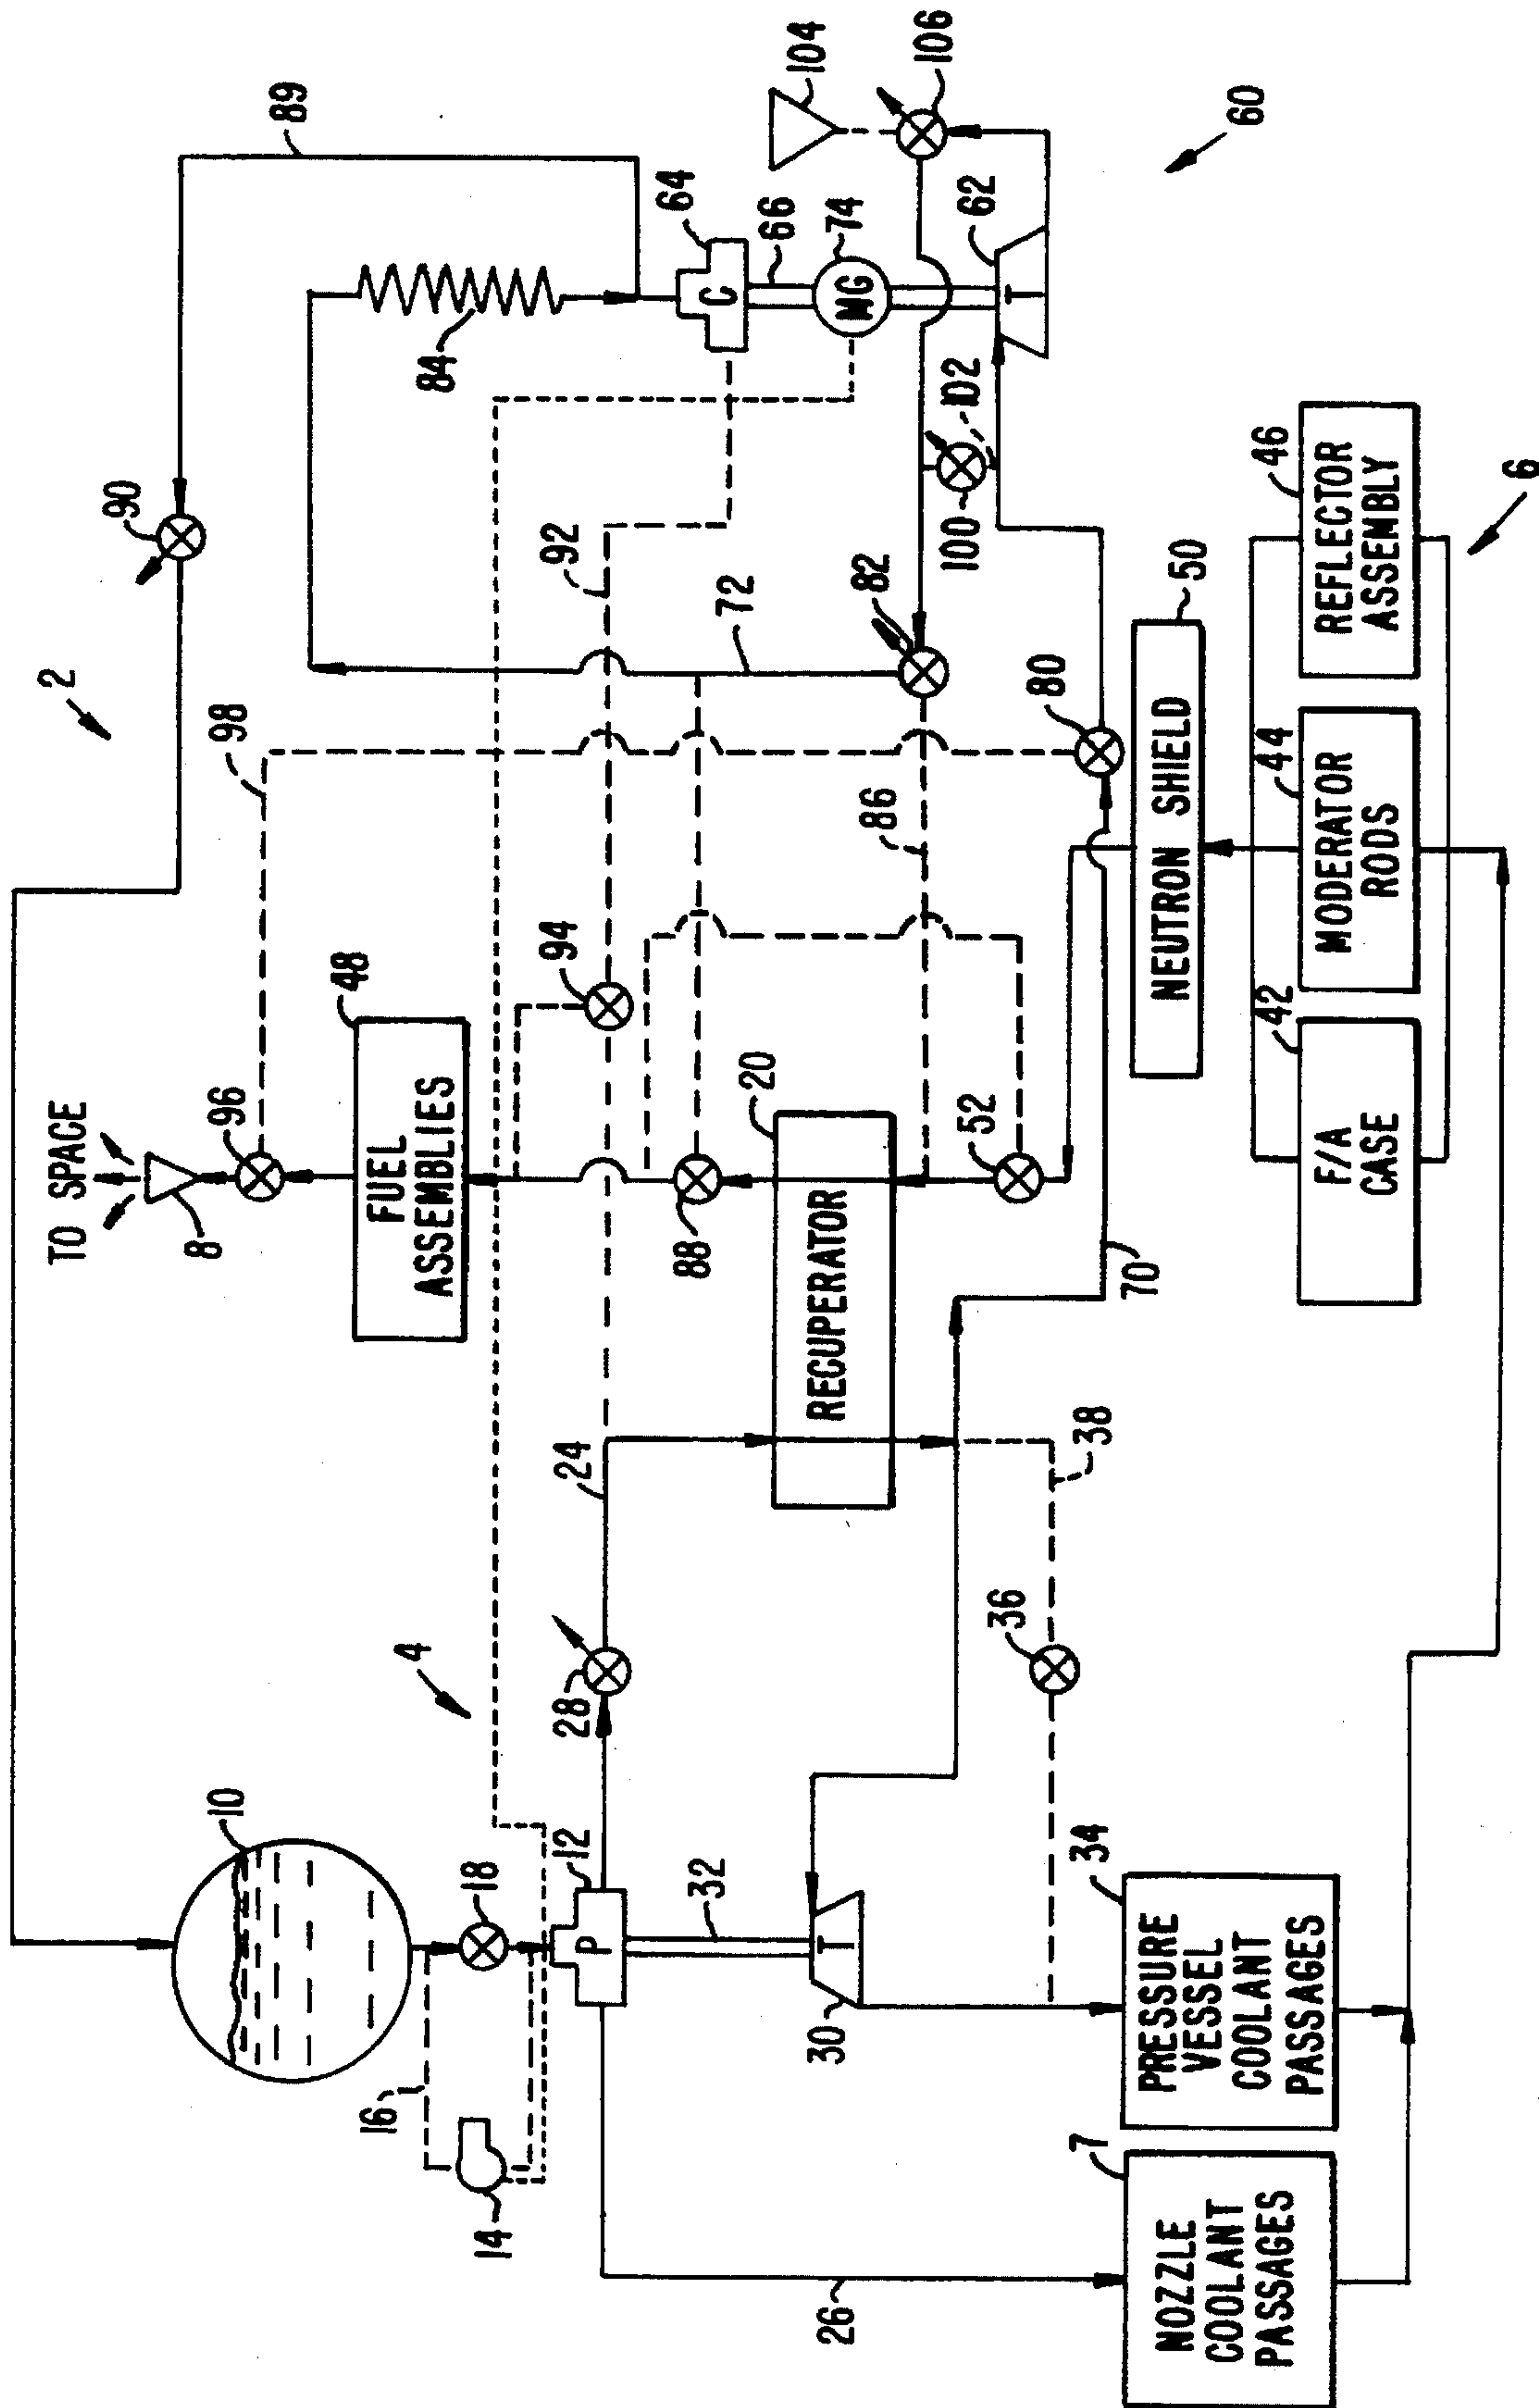 89
104
106
60
90
84
64
C
66
74
MG
62
T
2
92
98
72
82
102
100
80
86
NEUTRON SHIELD
50
REFLECTOR
ASSEMBLY
46
6
TO SPACE
96
8
48
FUEL
ASSEMBLIES
94
88
20
RECUPERATOR
52
70
MODERATOR
RODS
44
F/A
CASE
42
4
24
28
38
36
10
18
16
14
12
P
32
T
30
34
PRESSURE
VESSEL
COOLANT
PASSAGES
26
7
NOZZLE
COOLANT
PASSAGES